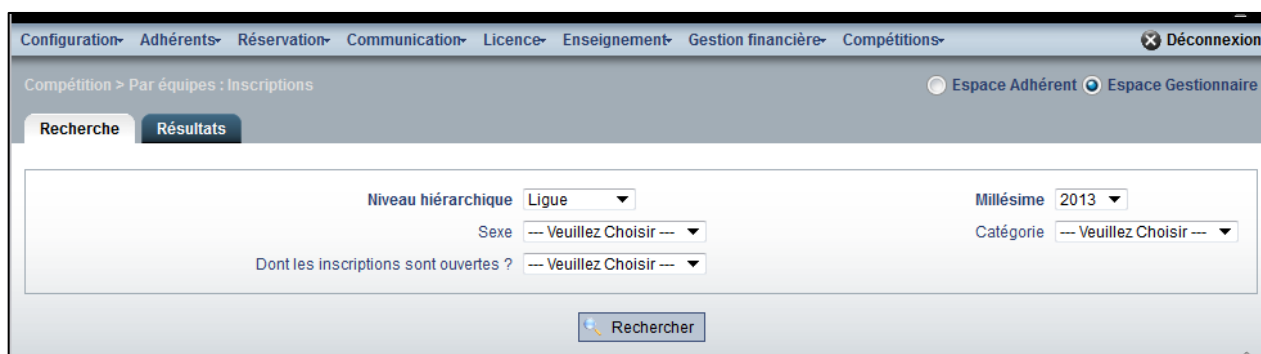 Configuration Adhérents Réservation Communication Licence Enseignement Gestion financière Compétitions Déconnexion
Compétition > Par équipes : Inscriptions Espace Adhérent Espace Gestionnaire
Recherche Résultats
Niveau hiérarchique Ligue Millésime 2013
Sexe --- Veuillez Choisir --- Catégorie --- Veuillez Choisir ---
Dont les inscriptions sont ouvertes ? --- Veuillez Choisir ---
Rechercher